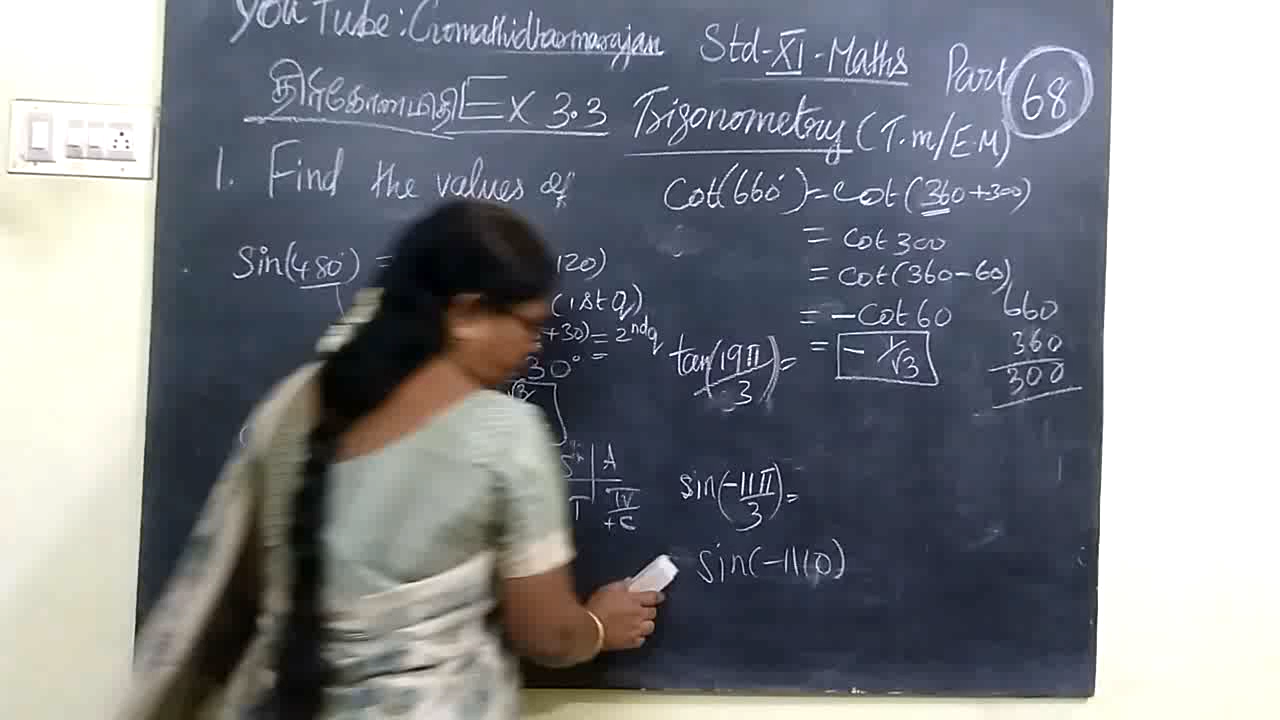 YouTube: Gomathidharmarajan Std-XI-Maths Part 68
திரிகோணமிதி Ex 3.3 Trigonometry (T.m/E.M)
1. Find the values of
sin(480°) =
120)
(1st q)
+30) = 2nd q
30°
S | A
T | IV
+C
cot(660°) = cot(360+300)
= cot 300
= cot(360-60)
= -cot 60
= -1/√3
660
360
300
tan(19π/3) =
sin(-11π/3) =
sin(-1110)